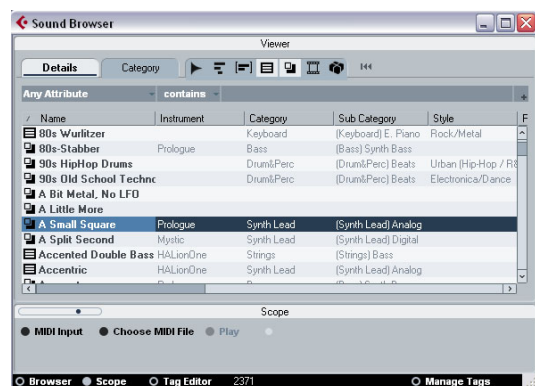 Sound Browser
Viewer
Details Category
Any Attribute contains
Name Instrument Category Sub Category Style F
80s Wurlitzer Keyboard (Keyboard) E. Piano Rock/Metal
80s-Stabber Prologue Bass (Bass) Synth Bass
90s HipHop Drums Drum&Perc (Drum&Perc) Beats Urban (Hip-Hop / R&
90s Old School Techno Drum&Perc (Drum&Perc) Beats Electronica/Dance
A Bit Metal, No LFO
A Little More
A Small Square Prologue Synth Lead (Synth Lead) Analog
A Split Second Mystic Synth Lead (Synth Lead) Digital
Accented Double Bass HALionOne Strings (Strings) Bass
Accentric HALionOne Synth Lead (Synth Lead) Analog
Scope
MIDI Input Choose MIDI File Play
Browser Scope Tag Editor 2371 Manage Tags